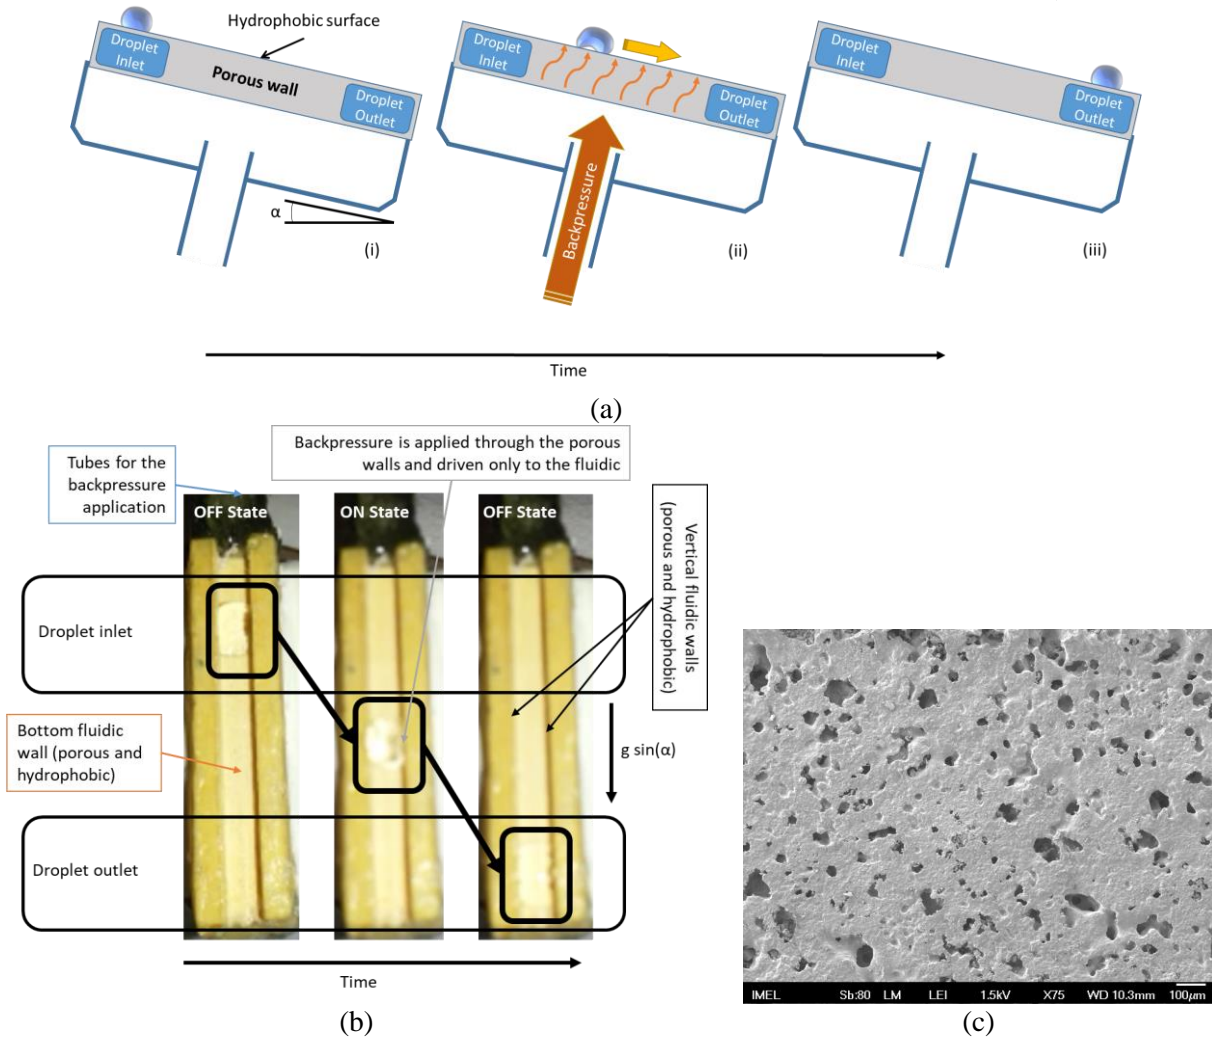 Hydrophobic surface
Droplet
Inlet
Porous wall
Droplet
Outlet
α
(i)
Droplet
Inlet
Droplet
Outlet
Backpressure
(ii)
Droplet
Inlet
Droplet
Outlet
(iii)
Time
(a)
Tubes for the
backpressure
application
Backpressure is applied through the porous
walls and driven only to the fluidic
OFF State
ON State
OFF State
Vertical fluidic walls
(porous and hydrophobic)
Droplet inlet
Bottom fluidic
wall (porous and
hydrophobic)
g sin(α)
Droplet outlet
Time
(b)
IMEL Sb:80 LM LEI 1.5kV X75 WD 10.3mm 100µm
(c)